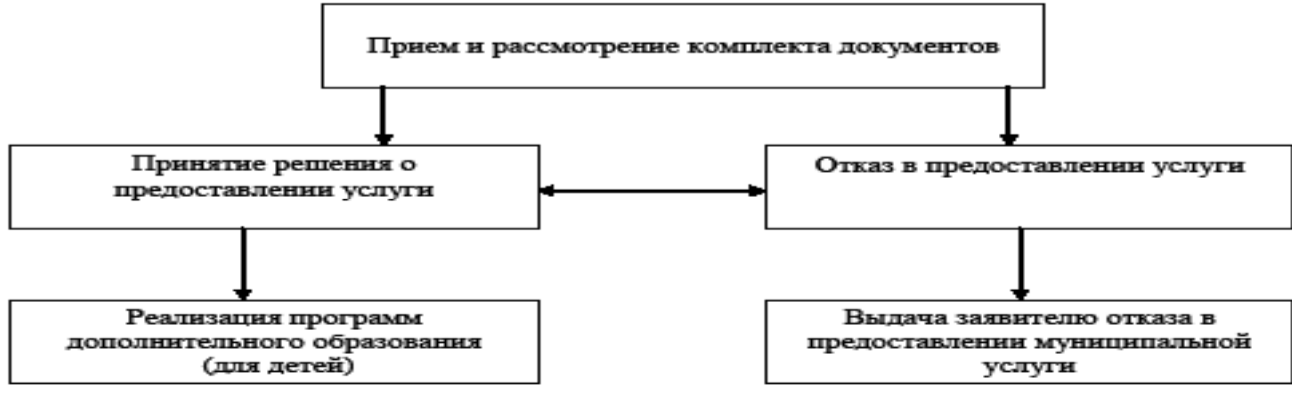 Прием и рассмотрение комплекта документов
Принятие решения о
предоставлении услуги
Отказ в предоставлении услуги
Реализация программ
дополнительного образования
(для детей)
Выдача заявителю отказа в
предоставлении муниципальной
услуги